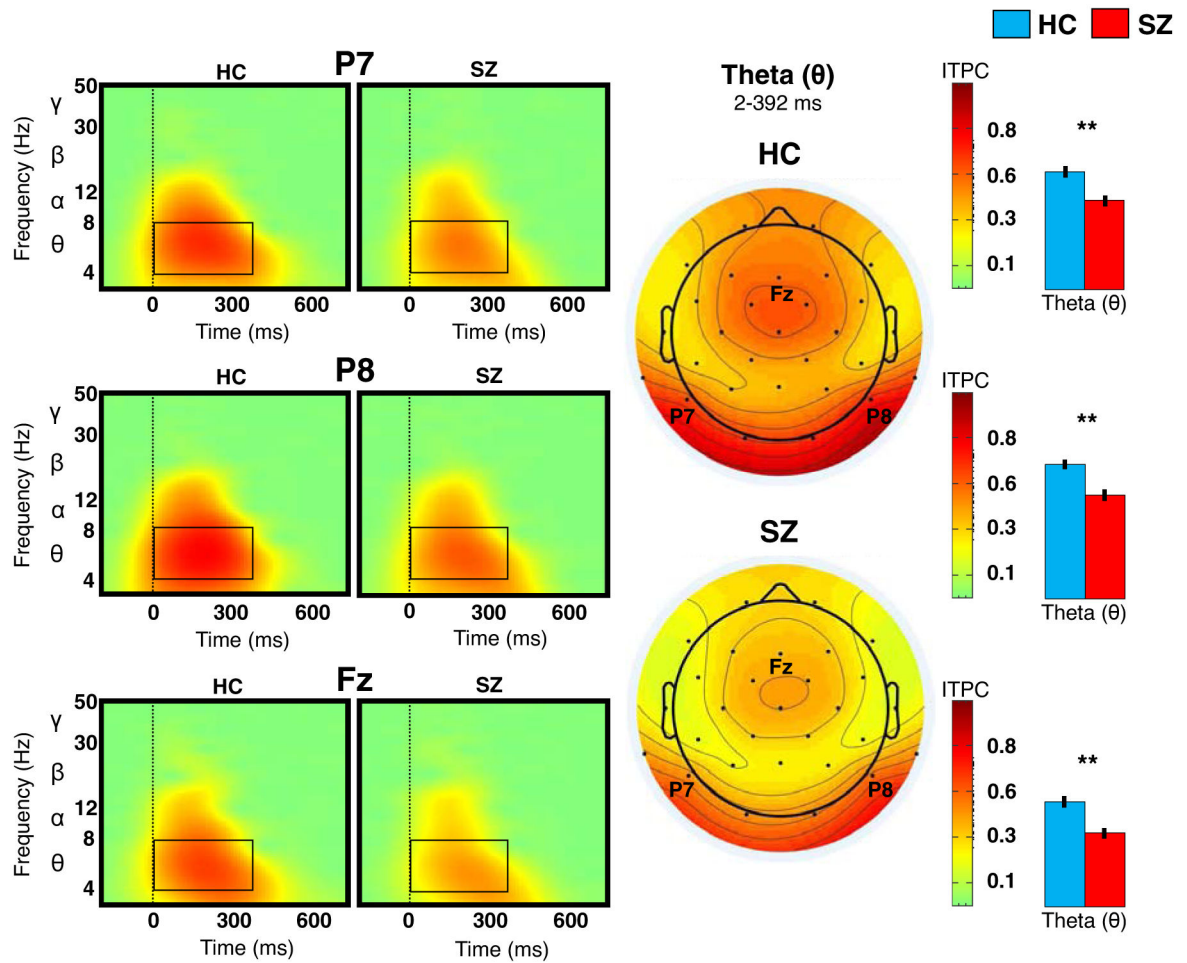 HC SZ
P7
HC SZ
Frequency (Hz)
50
γ
30
β
12
α
8
θ
4
0 300 600
0 300 600
Time (ms)
Time (ms)
P8
HC SZ
Frequency (Hz)
50
γ
30
β
12
α
8
θ
4
0 300 600
0 300 600
Time (ms)
Time (ms)
Fz
HC SZ
Frequency (Hz)
50
γ
30
β
12
α
8
θ
4
0 300 600
0 300 600
Time (ms)
Time (ms)
Theta (θ)
2-392 ms
HC
Fz
P7 P8
SZ
Fz
P7 P8
ITPC
0.8
0.6
0.3
0.1
**
Theta (θ)
0.8
0.6
0.3
0.1
**
Theta (θ)
ITPC
0.8
0.6
0.3
0.1
**
Theta (θ)